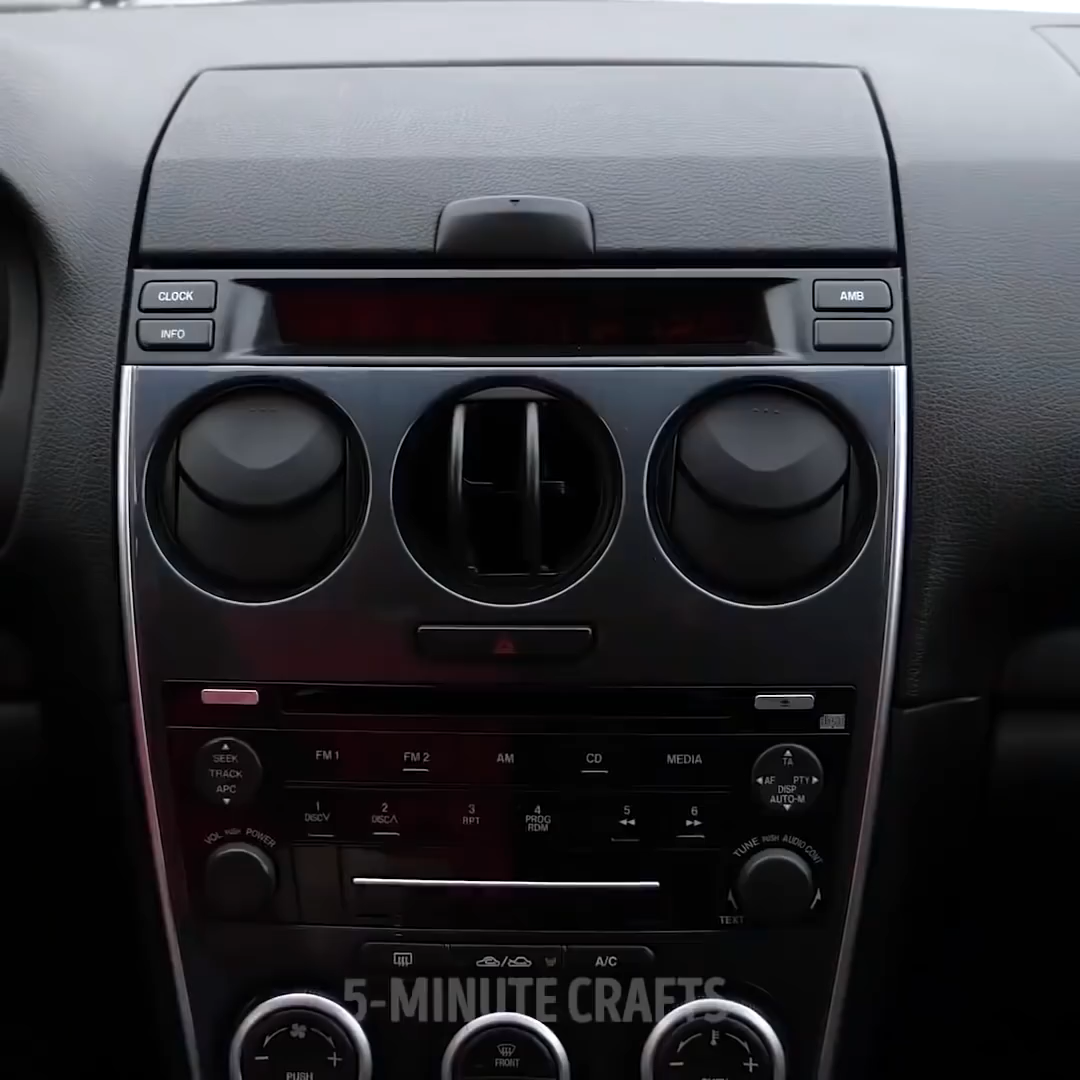 CLOCK
AMB
INFO
SEEK
TRACK
APC
FM 1
FM 2
AM
CD
MEDIA
TA
AF
PTY
DISP
AUTO-M
1
DISC
2
DISC
3
RPT
4
PROG
RDM
5
6
VOL PUSH POWER
TUNE PUSH AUDIO CONT
TEXT
A/C
5-MINUTE CRAFTS
FRONT
PUSH